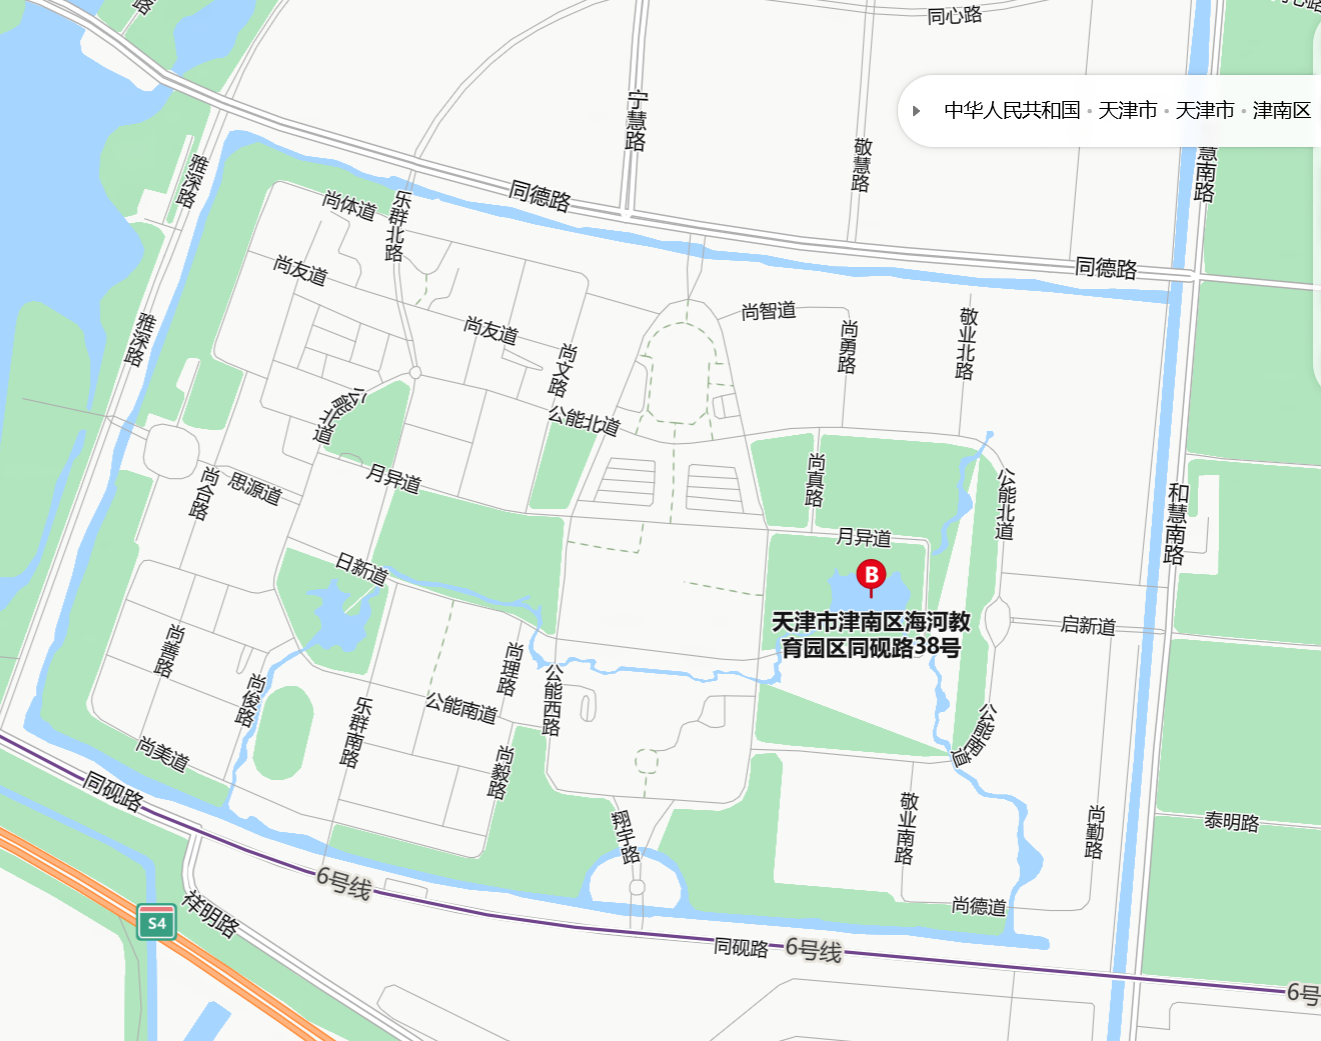 路
同心路
同心路
中华人民共和国 • 天津市 • 天津市 • 津南区
宁慧路
敬慧路
慧南路
雅深路
同德路
尚体道
乐群北路
同德路
尚友道
尚智道
敬业北路
尚勇路
雅深路
尚友道
尚文路
公能北道
公能北道
尚真路
月异道
尚合路
思源道
公能北道
和慧南路
月异道
日新道
B
天津市津南区海河教
育园区同砚路38号
启新道
尚善路
尚理路
公能西路
尚俊路
公能南道
乐群南路
公能南道
尚美道
尚毅路
同砚路
敬业南路
尚勤路
泰明路
翔宇路
6号线
祥明路
S4
尚德道
同砚路
6号线
6号